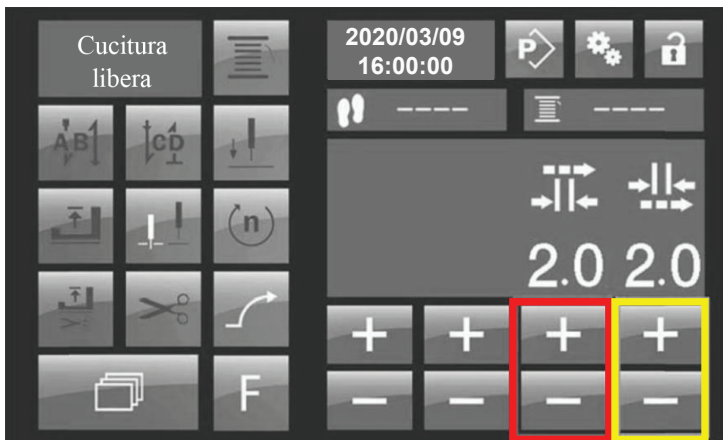 Cucitura
libera
2020/03/09
16:00:00
P
A B
C D
n
----
----
2.0 2.0
+ + + +
- - - -
F